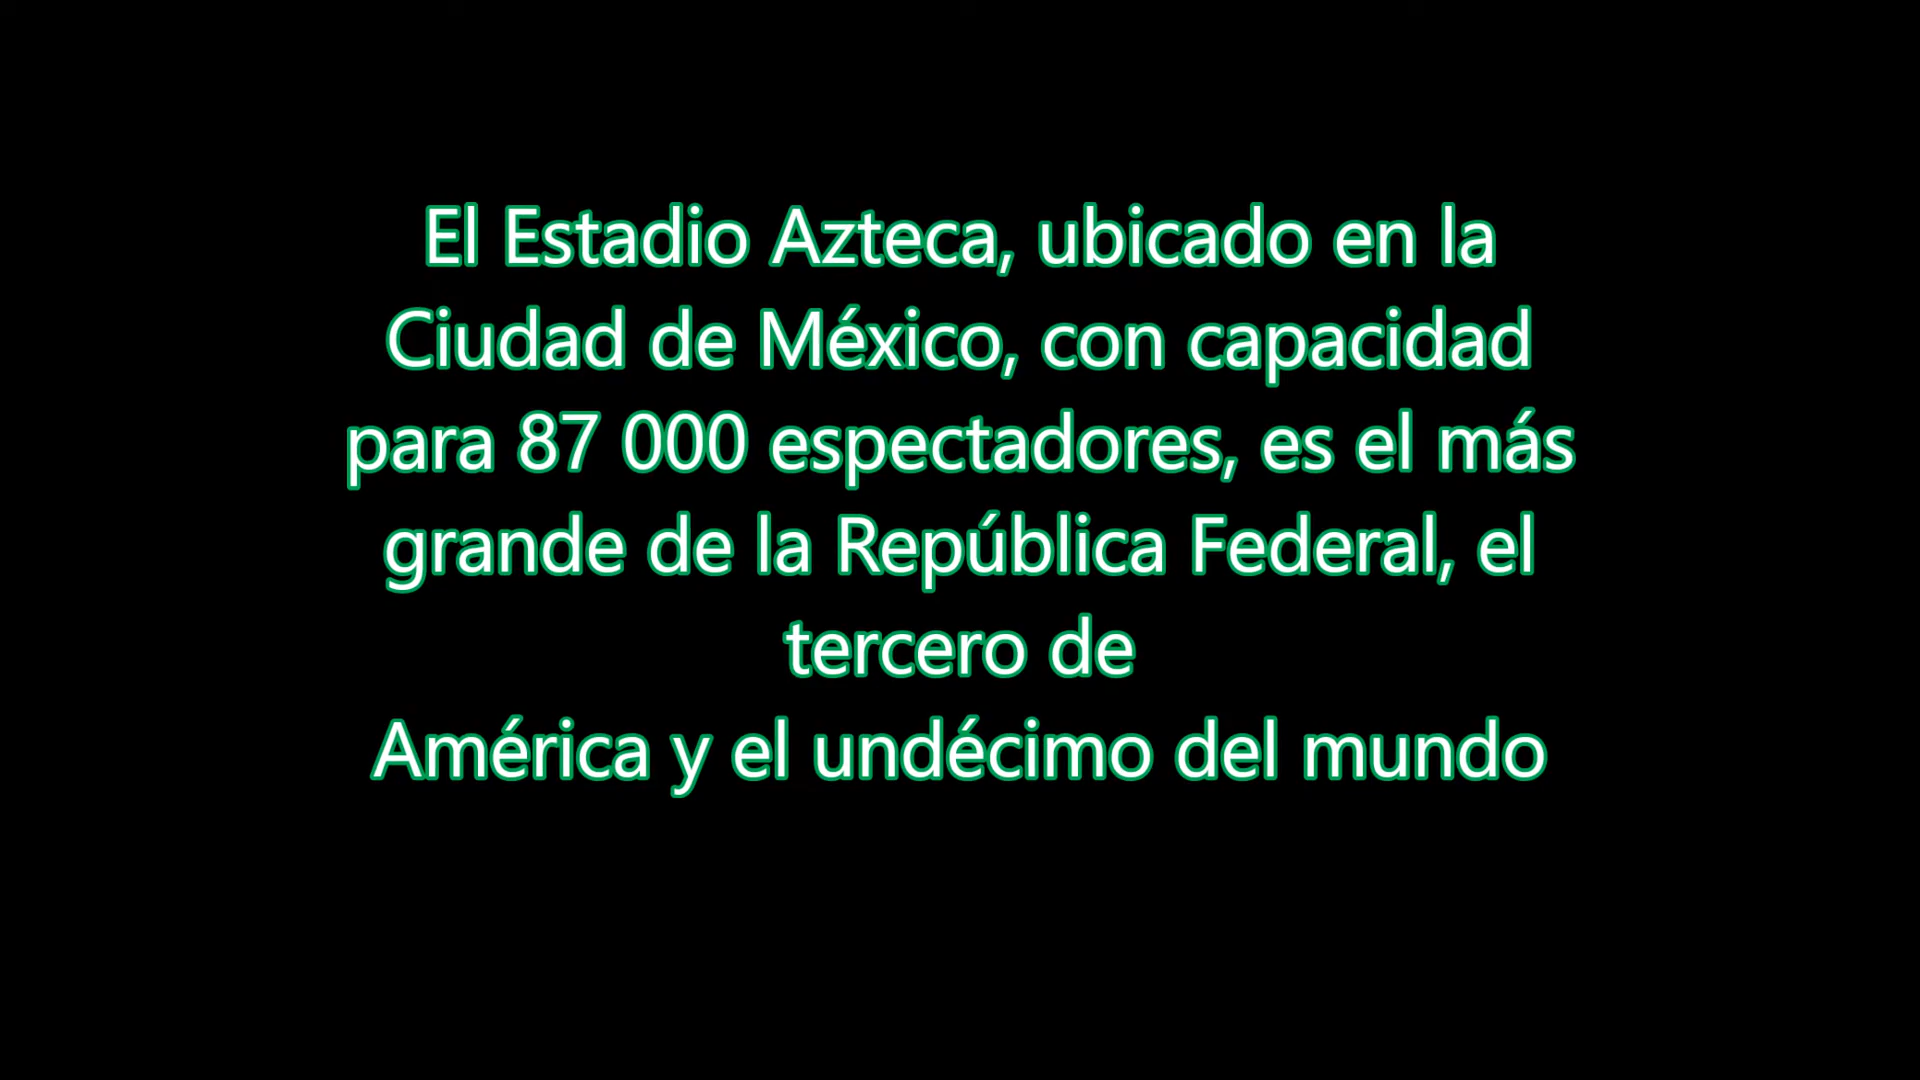 El Estadio Azteca, ubicado en la
Ciudad de México, con capacidad
para 87 000 espectadores, es el más
grande de la República Federal, el
tercero de
América y el undécimo del mundo